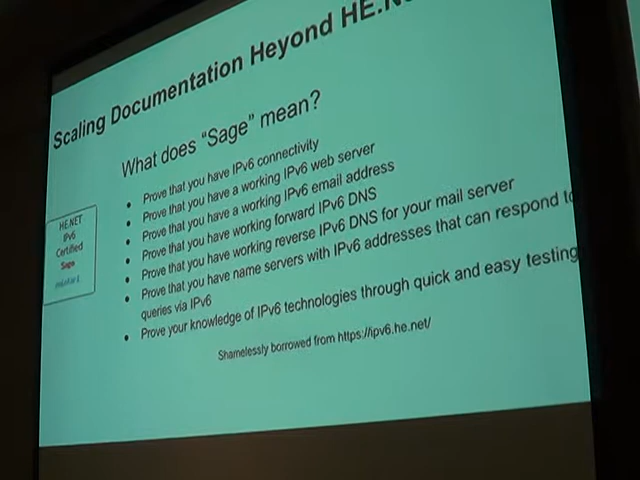 Scaling Documentation Heyond HE.N
What does “Sage” mean?
• Prove that you have IPv6 connectivity
• Prove that you have a working IPv6 web server
• Prove that you have a working IPv6 email address
• Prove that you have working forward IPv6 DNS
• Prove that you have working reverse IPv6 DNS for your mail server
• Prove that you have name servers with IPv6 addresses that can respond to
queries via IPv6
• Prove your knowledge of IPv6 technologies through quick and easy testing
HE.NET
IPv6
Certified
Sage
Shamelessly borrowed from https://ipv6.he.net/